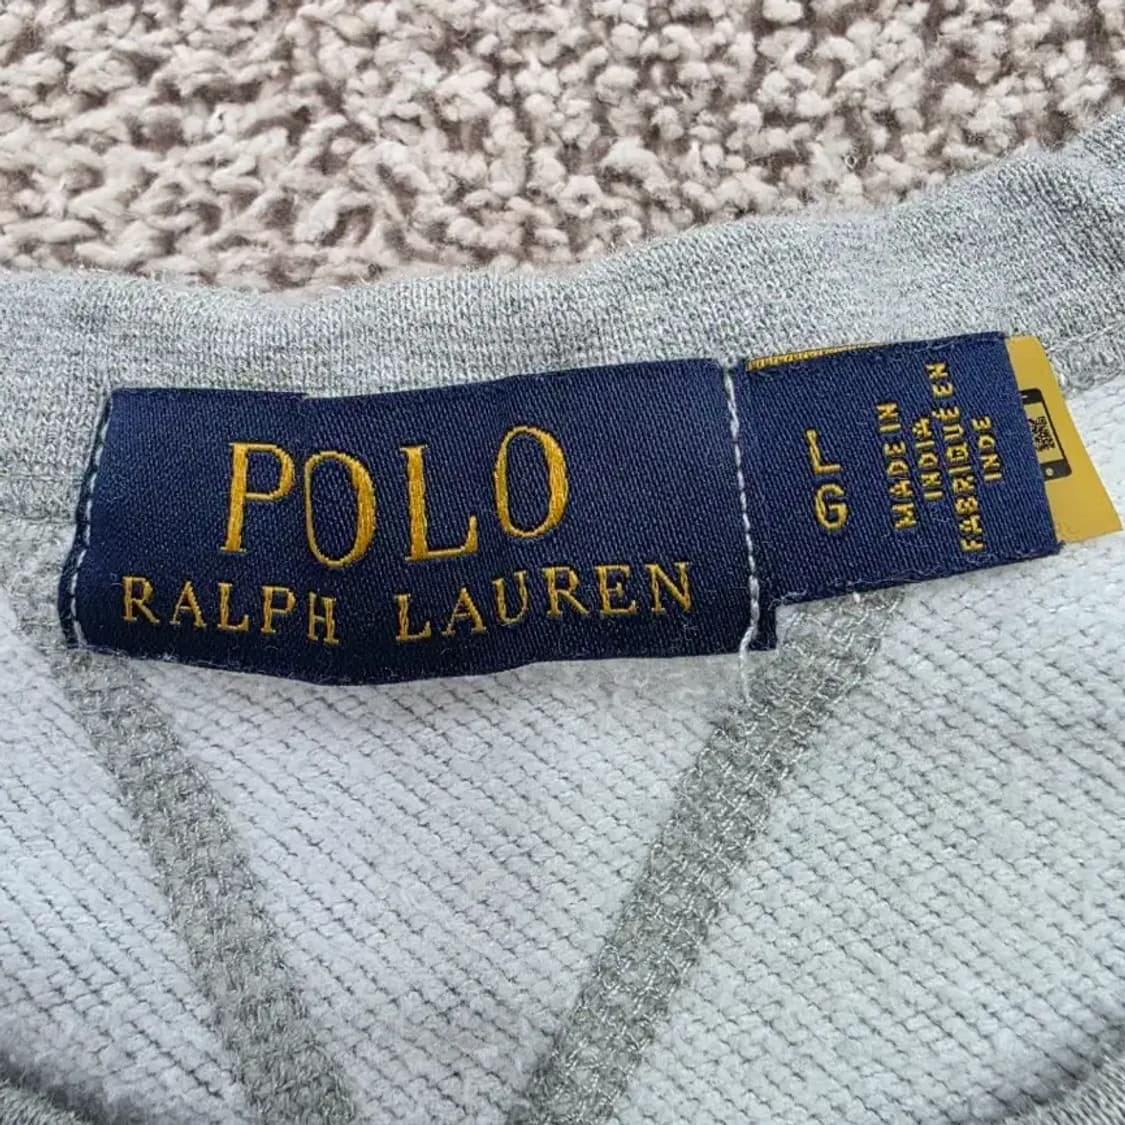 POLO
RALPH LAUREN
L
G
MADE IN
INDIA
FABRIQUÉ EN
INDE